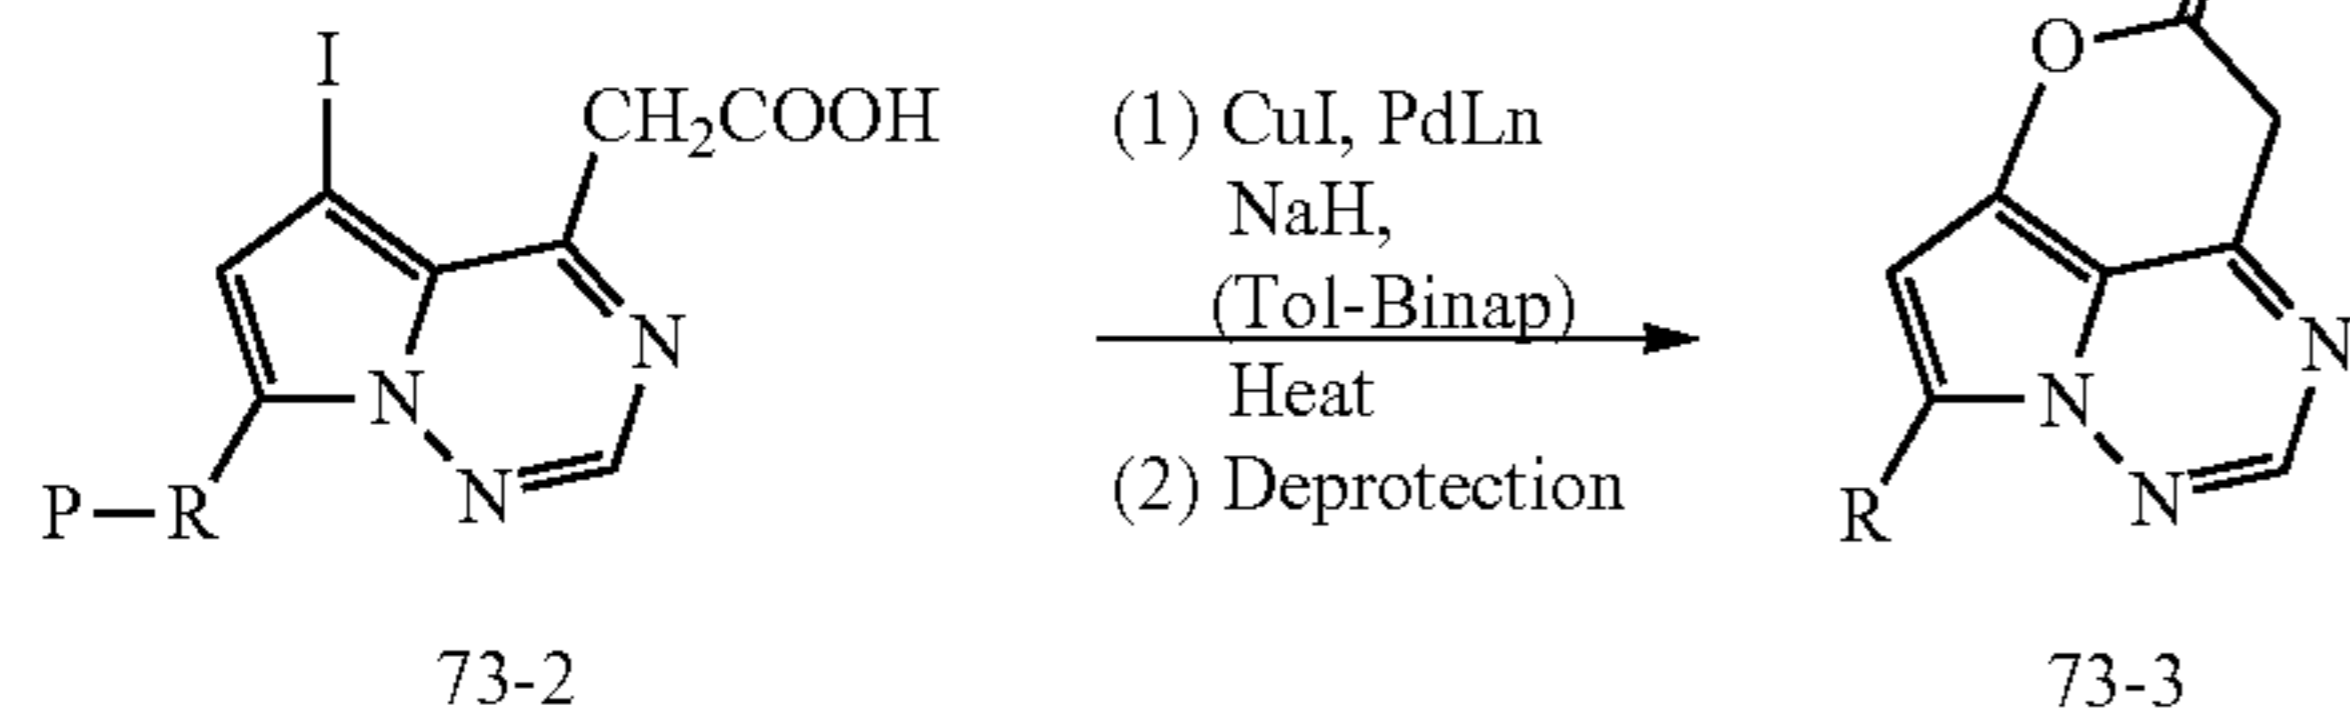 I
CH2COOH
N
N
N
P—R
73-2
(1) CuI, PdLn
NaH,
(Tol-Binap)
Heat
(2) Deprotection
O
N
N
N
R
73-3